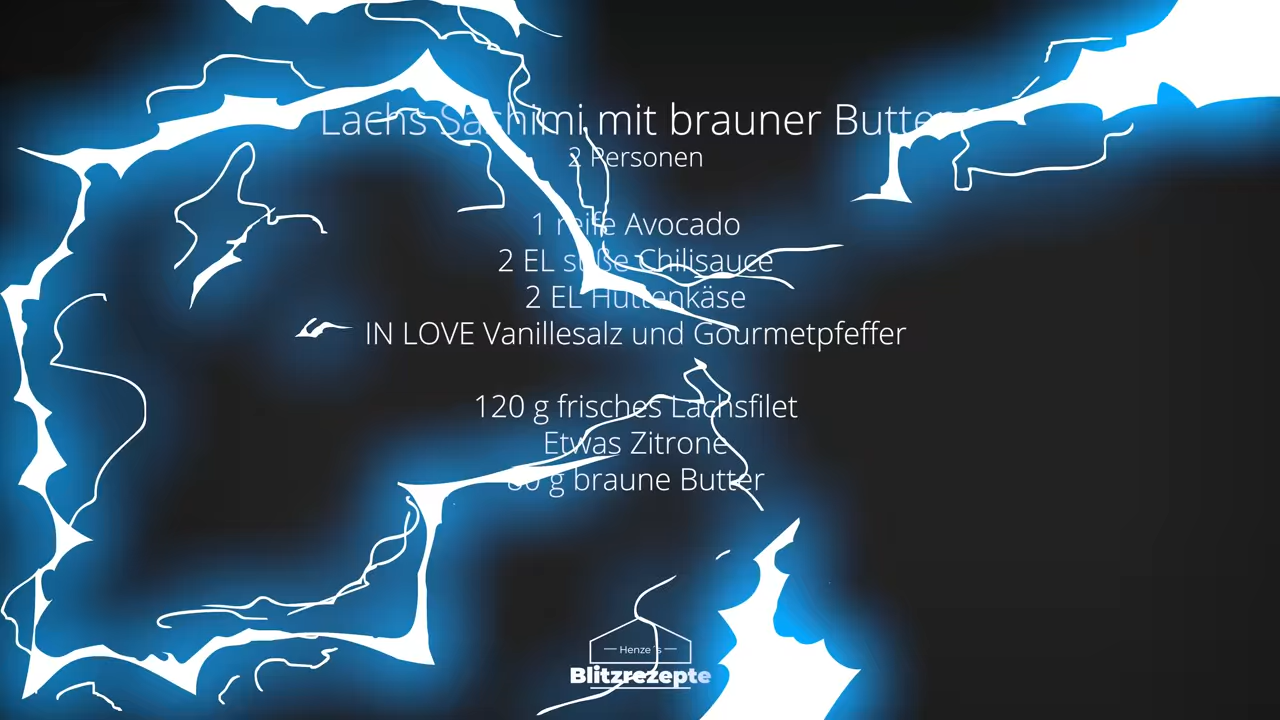 Lachs Sashimi mit brauner Butter
2 Personen
1 reife Avocado
2 EL süße Chilisauce
2 EL Hüttenkäse
IN LOVE Vanillesalz und Gourmetpfeffer
120 g frisches Lachsfilet
Etwas Zitrone
g braune Butter
Henze´s
Blitzrezepte